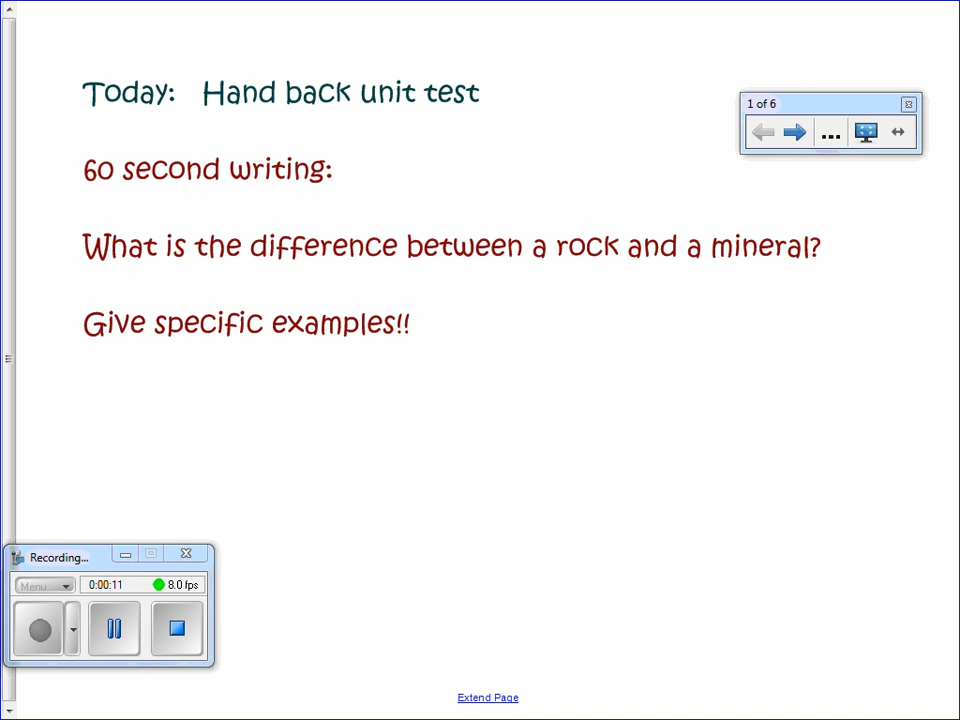 Today: Hand back unit test
1 of 6
...
60 second writing:
What is the difference between a rock and a mineral?
Give specific examples!!
Recording...
Menu
0:00:11
8.0 fps
Extend Page